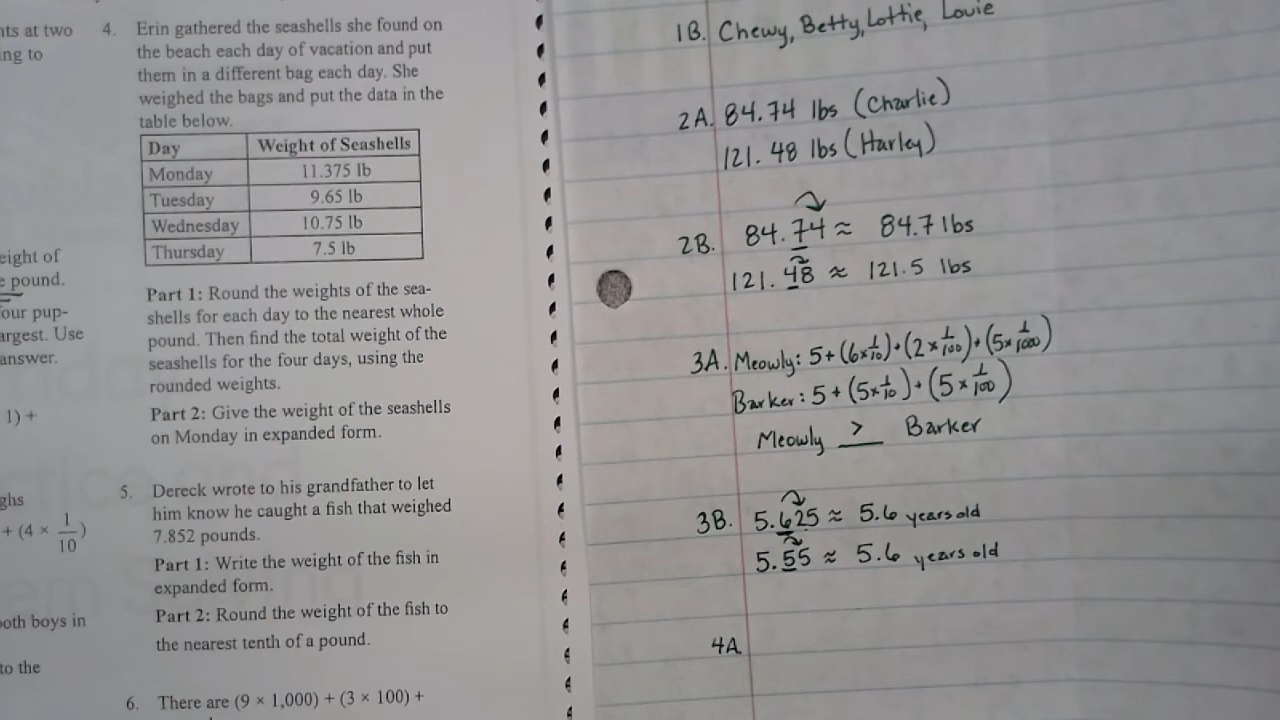 nts at two
ing to
eight of
e pound.
four pup-
argest. Use
answer.
1) +
ghs
+ (4 × 1/10)
both boys in
to the
4. Erin gathered the seashells she found on
the beach each day of vacation and put
them in a different bag each day. She
weighed the bags and put the data in the
table below.
Day Weight of Seashells
Monday 11.375 lb
Tuesday 9.65 lb
Wednesday 10.75 lb
Thursday 7.5 lb
Part 1: Round the weights of the sea-
shells for each day to the nearest whole
pound. Then find the total weight of the
seashells for the four days, using the
rounded weights.
Part 2: Give the weight of the seashells
on Monday in expanded form.
5. Dereck wrote to his grandfather to let
him know he caught a fish that weighed
7.852 pounds.
Part 1: Write the weight of the fish in
expanded form.
Part 2: Round the weight of the fish to
the nearest tenth of a pound.
6. There are (9 × 1,000) + (3 × 100) +
1B. Chewy, Betty, Lottie, Louie
2A. 84.74 lbs (Charlie)
121.48 lbs (Harley)
2B. 84.74 ≈ 84.7 lbs
121.48 ≈ 121.5 lbs
3A. Meowly: 5 + (6 × 1/10) + (2 × 1/100) + (5 × 1/1000)
Barker: 5 + (5 × 1/10) + (5 × 1/100)
Meowly > Barker
3B. 5.625 ≈ 5.6 years old
5.55 ≈ 5.6 years old
4A.